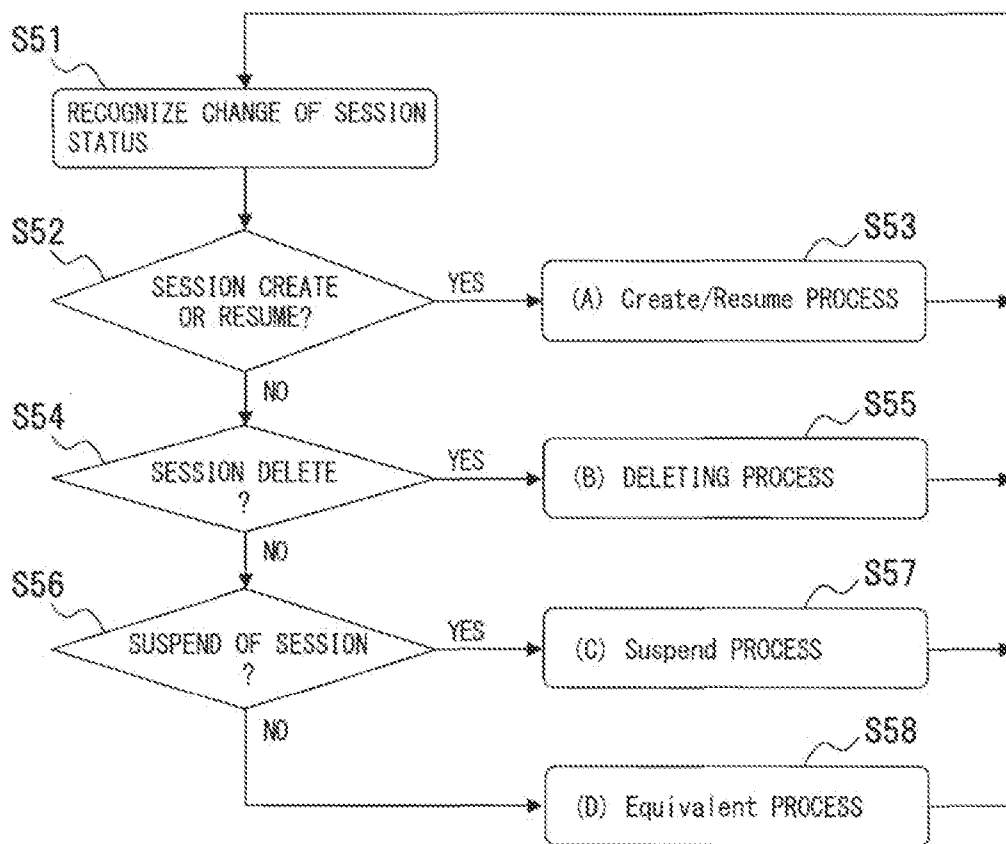 S51
RECOGNIZE CHANGE OF SESSION
STATUS
S52
SESSION CREATE
OR RESUME?
YES
S53
(A) Create/Resume PROCESS
NO
S54
SESSION DELETE
?
YES
S55
(B) DELETING PROCESS
NO
S56
SUSPEND OF SESSION
?
YES
S57
(C) Suspend PROCESS
NO
S58
(D) Equivalent PROCESS